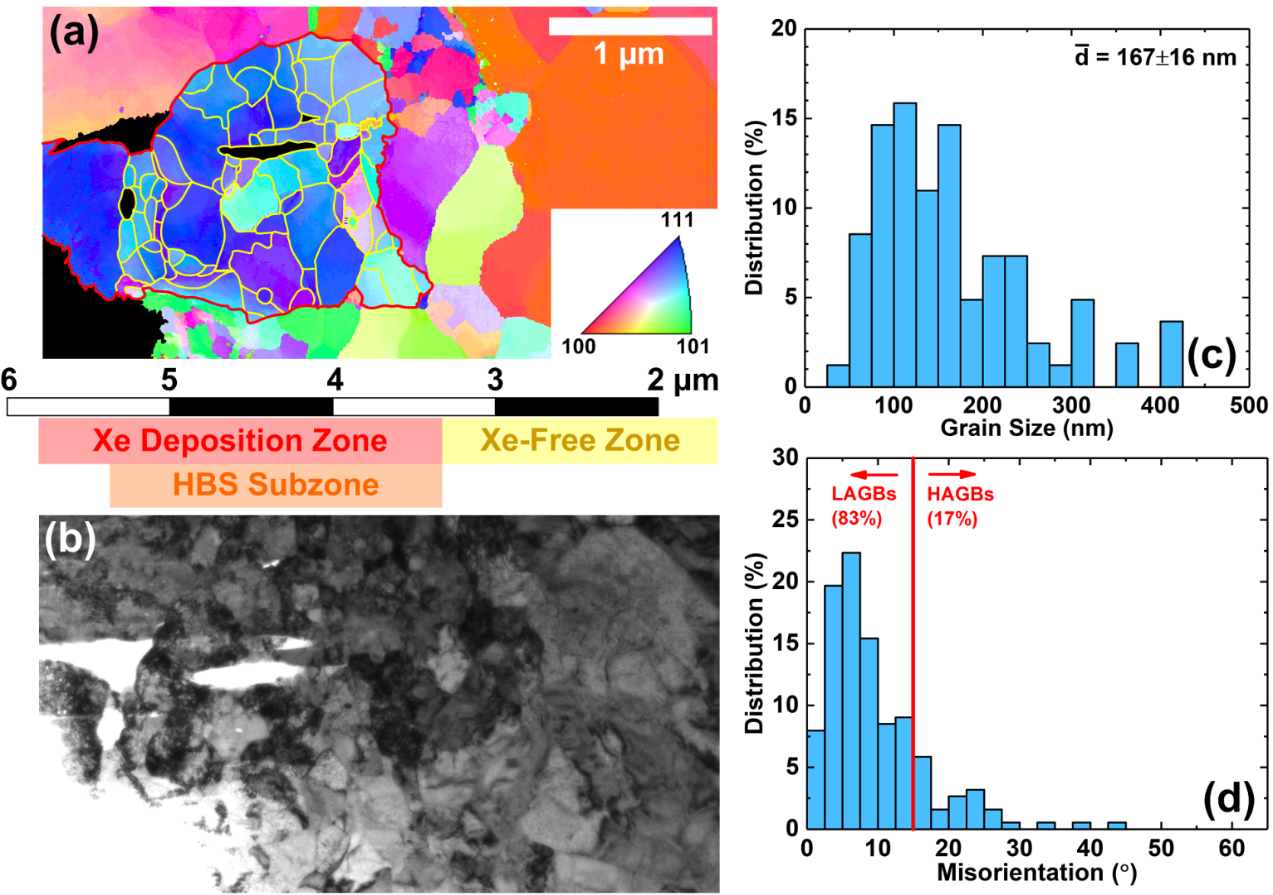 (a)
1 μm
111
100
101
6
5
4
3
2 μm
Xe Deposition Zone
Xe-Free Zone
HBS Subzone
(b)
20
15
10
5
0
Distribution (%)
d̅ = 167±16 nm
(c)
0
100
200
300
400
500
Grain Size (nm)
30
25
20
15
10
5
0
Distribution (%)
LAGBs
(83%)
HAGBs
(17%)
(d)
0
10
20
30
40
50
60
Misorientation (°)